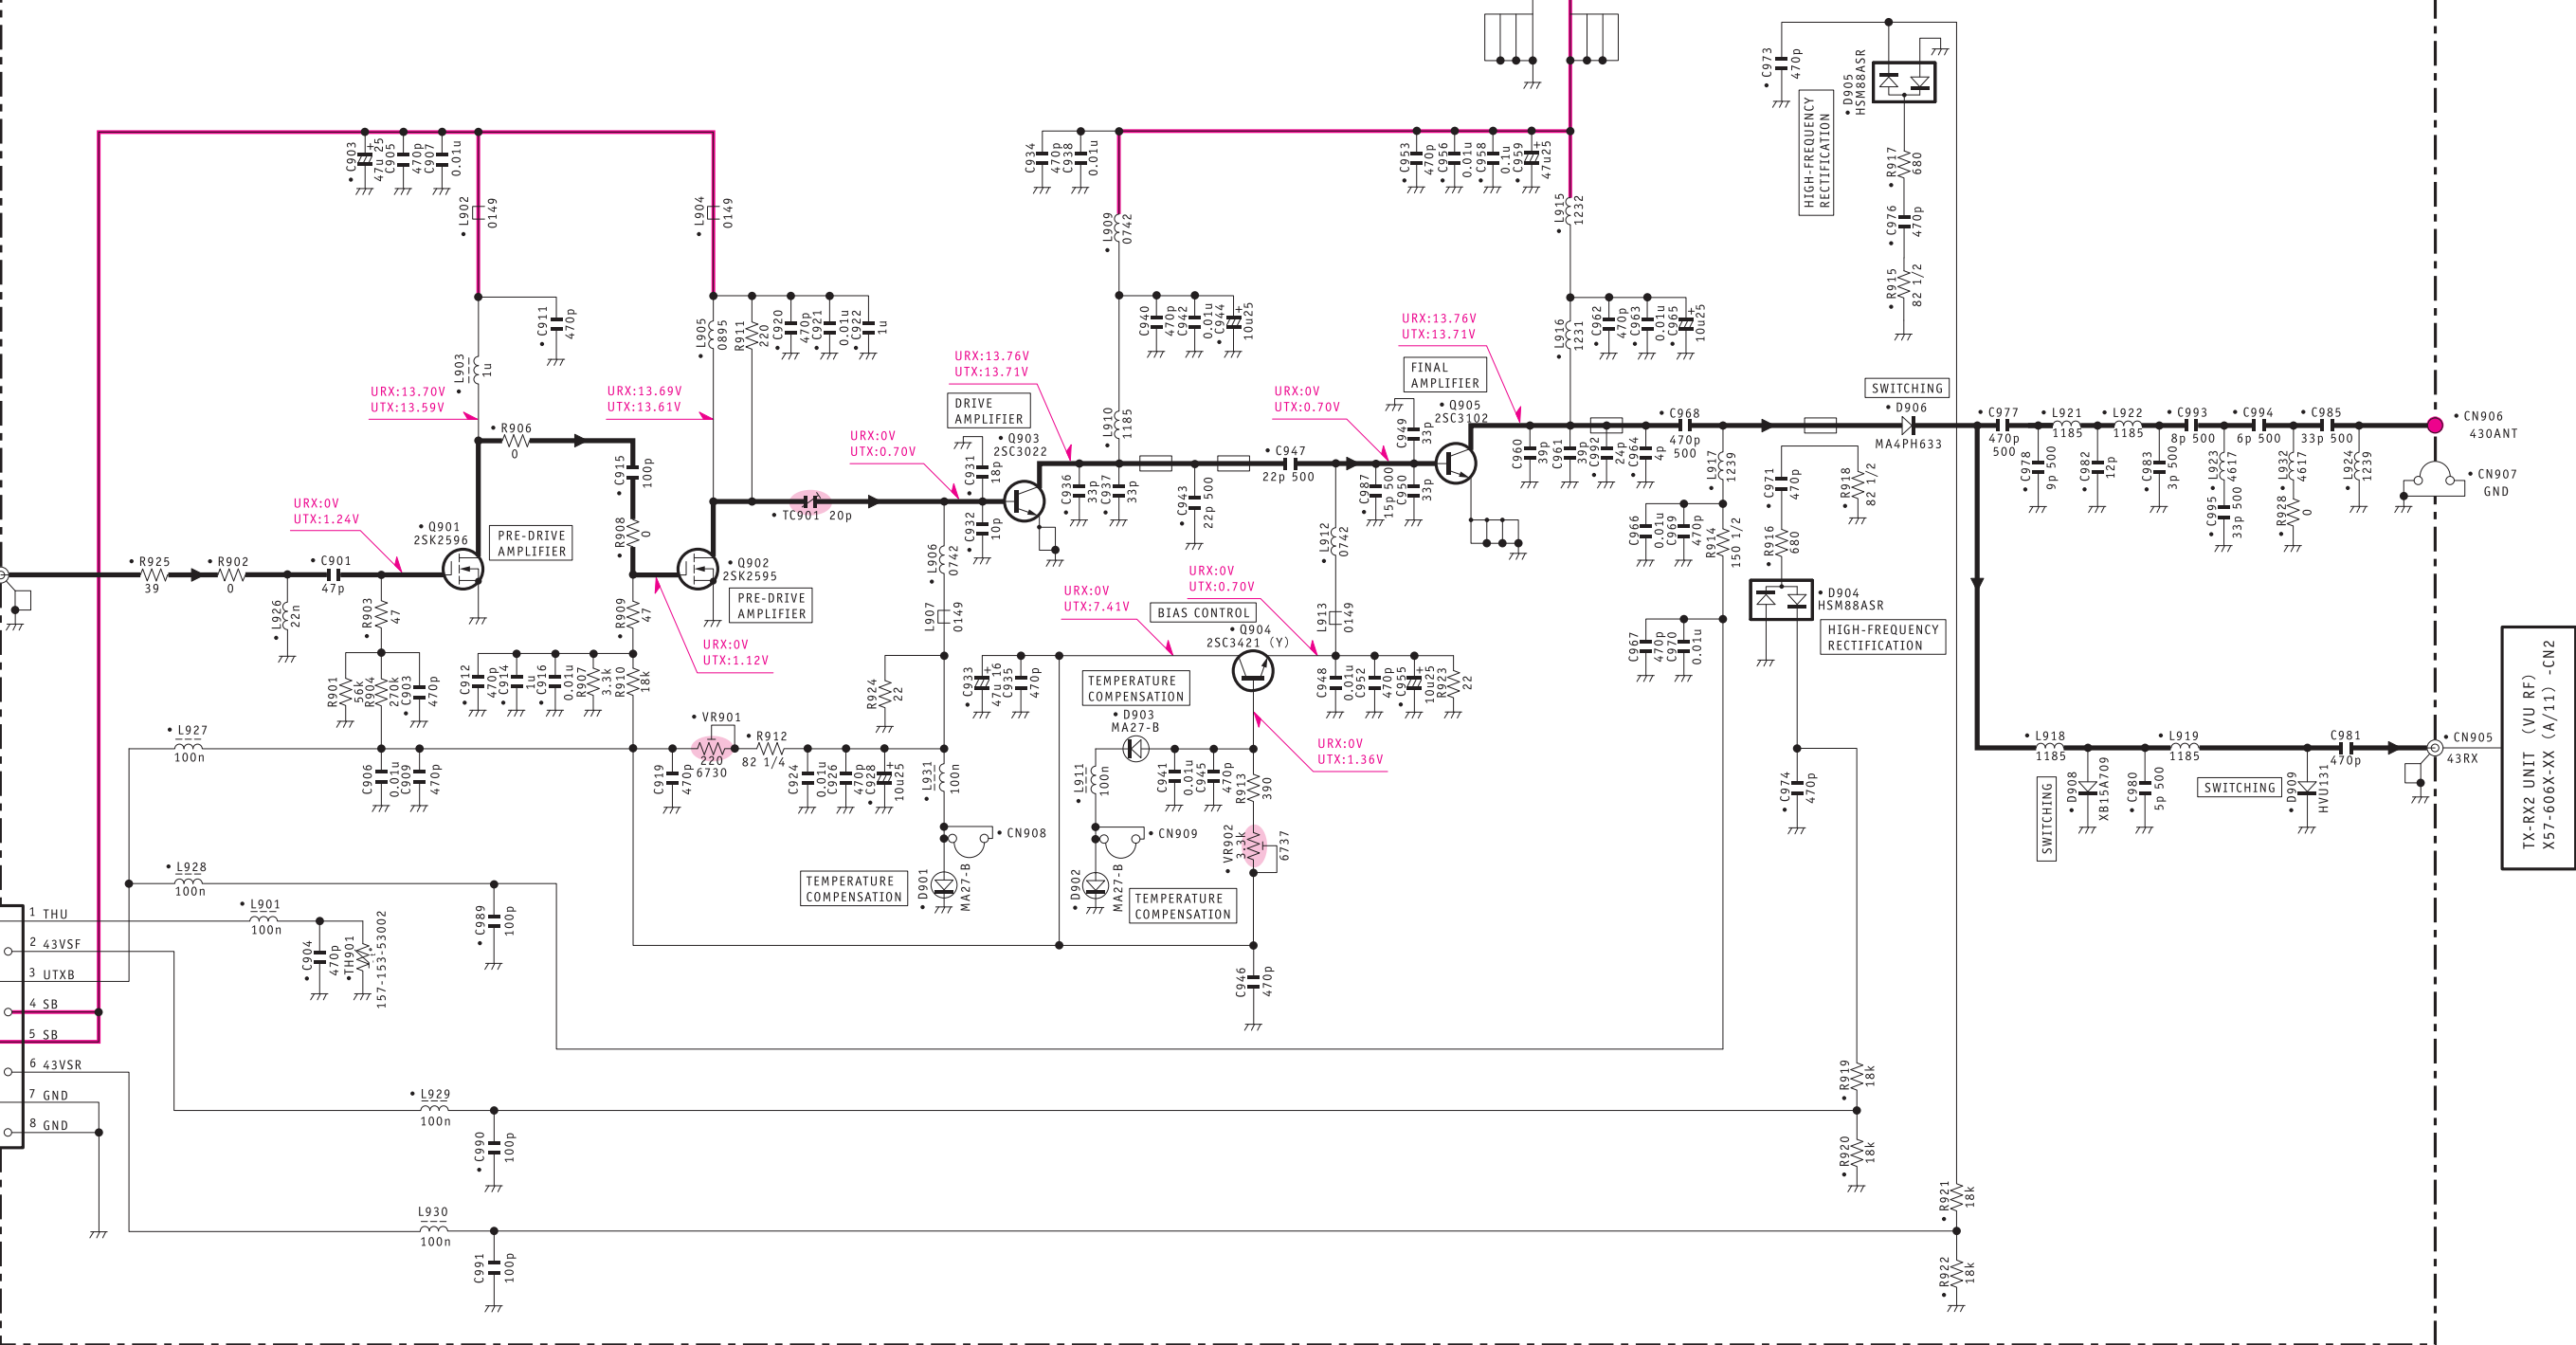 • C903
47u 25
C905
470p
C907
0.01u
• L902
0149
• L904
0149
C934
470p
• C938
0.01u
• L909
0742
• C953
470p
• C956
0.01u
• C958
0.1u
• C959
47u25
• L915
1232
• C973
470p
HIGH-FREQUENCY
RECTIFICATION
• D905
HSM88ASR
• R917
680
• C976
470p
• R915
82 1/2
• C911
470p
• L903
1u
• L905
0895
R911
220
• C920
470p
• C921
0.01u
C922
1u
C940
470p
C942
0.01u
• C944
10u25
• L910
1185
• L916
1231
C962
470p
• C963
0.01u
C965
10u25
URX:13.70V
UTX:13.59V
URX:13.69V
UTX:13.61V
URX:13.76V
UTX:13.71V
URX:13.76V
UTX:13.71V
URX:0V
UTX:0.70V
URX:0V
UTX:0.70V
URX:0V
UTX:1.24V
DRIVE
AMPLIFIER
• Q903
2SC3022
FINAL
AMPLIFIER
• Q905
2SC3102
SWITCHING
• D906
MA4PH633
• R906
0
• C915
100p
• R908
0
• Q901
2SK2596
PRE-DRIVE
AMPLIFIER
• Q902
2SK2595
PRE-DRIVE
AMPLIFIER
• TC901 20p
• C931
18p
• C932
10p
• C936
33p
C937
33p
• C943
22p 500
• C947
22p 500
C949
33p
• C987
15p 500
C950
33p
C960
39p
C961
39p
• C992
24p
• C964
4p
• C968
470p
500
• L917
1239
• C971
470p
• R918
82 1/2
• R916
680
• C966
0.01u
C969
470p
R914
150 1/2
C967
470p
• C970
0.01u
• D904
HSM88ASR
HIGH-FREQUENCY
RECTIFICATION
• C977
470p
500
• L921
1185
• L922
1185
• C993
8p 500
• C994
6p 500
• C985
33p 500
• C978
9p 500
• C982
12p
• C983
3p 500
• L923
4617
• C995
33p 500
• L932
4617
• R928
0
• L924
1239
• CN906
430ANT
• CN907
GND
• R925
39
• R902
0
• C901
47p
• L926
22n
• R903
47
R901
56k
R904
270k
• C903
470p
• R909
47
• C912
470p
• C914
1u
• C916
0.01u
R907
3.3k
R910
18k
URX:0V
UTX:1.12V
• L906
0742
L907
0149
R924
22
• C933
47u 16
C935
470p
URX:0V
UTX:7.41V
URX:0V
UTX:0.70V
BIAS CONTROL
• Q904
2SC3421 (Y)
L912
0742
L913
0149
C948
0.01u
C952
470p
• C955
10u25
R923
22
TEMPERATURE
COMPENSATION
• D903
MA27-B
URX:0V
UTX:1.36V
• L927
100n
• VR901
220
6730
• R912
82 1/4
C906
0.01u
C909
470p
• C919
470p
C924
0.01u
C926
470p
• C928
10u25
• L931
100n
• L911
100n
C941
0.01u
C945
470p
R913
390
• VR902
3.3k
6737
• CN908
• CN909
TEMPERATURE
COMPENSATION
• D901
MA27-B
• D902
MA27-B
TEMPERATURE
COMPENSATION
• C974
470p
• L918
1185
• L919
1185
C981
470p
• CN905
43RX
SWITCHING
• D908
XB15A709
• C980
5p 500
SWITCHING
• D909
HVU131
TX-RX2 UNIT (VU RF)
X57-606X-XX (A/11) -CN2
• L928
100n
• C989
100p
• L901
100n
• C904
470p
• TH901
157-153-53002
1 THU
2 43VSF
3 UTXB
4 SB
5 SB
6 43VSR
7 GND
8 GND
C946
470p
• L929
100n
• C990
100p
L930
100n
C991
100p
• R919
18k
• R920
18k
• R921
18k
• R922
18k